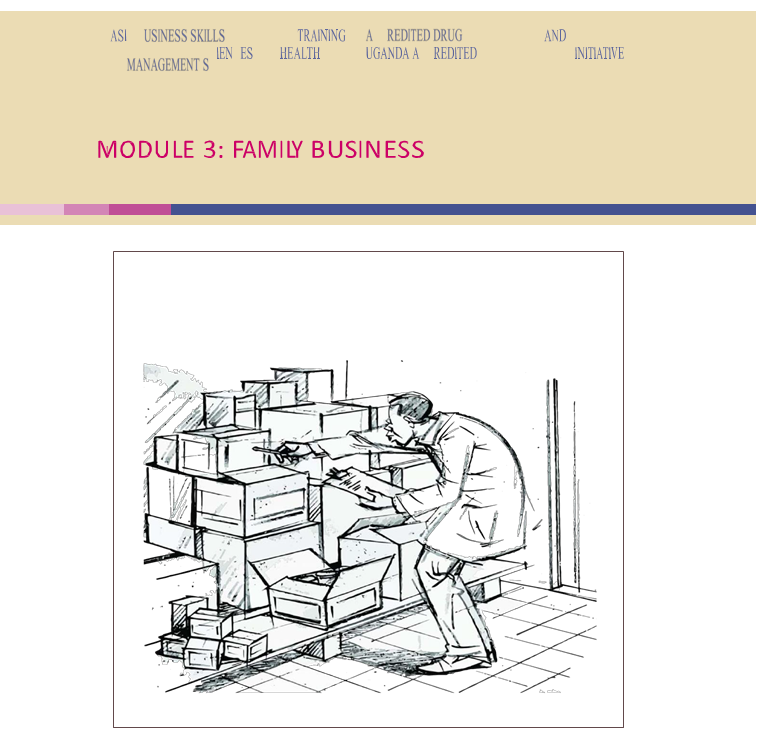 ASI USINESS SKILLS TRAINING A REDITED DRUG AND
IEN ES HEALTH UGANDA A REDITED INITIATIVE
MANAGEMENT S
MODULE 3: FAMILY BUSINESS